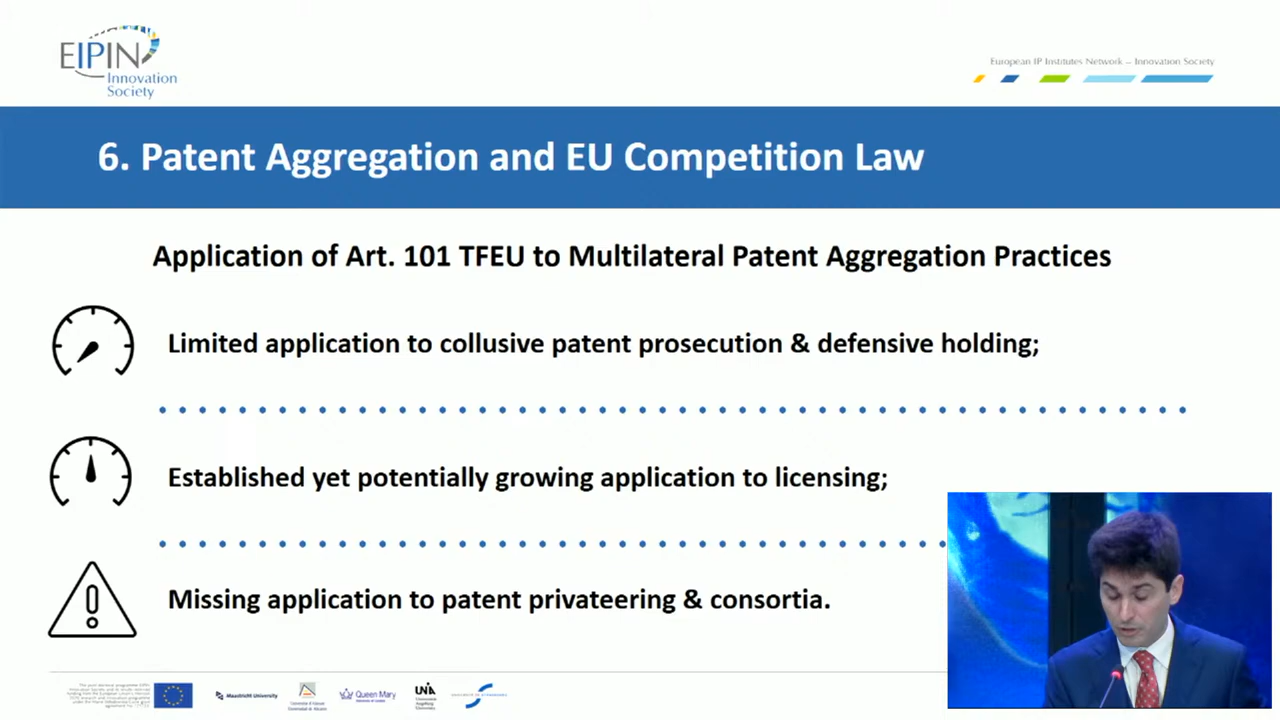 EIPIN
Innovation
Society
European IP Institutes Network – Innovation Society
6. Patent Aggregation and EU Competition Law
Application of Art. 101 TFEU to Multilateral Patent Aggregation Practices
Limited application to collusive patent prosecution & defensive holding;
Established yet potentially growing application to licensing;
Missing application to patent privateering & consortia.
Maastricht University
Queen Mary